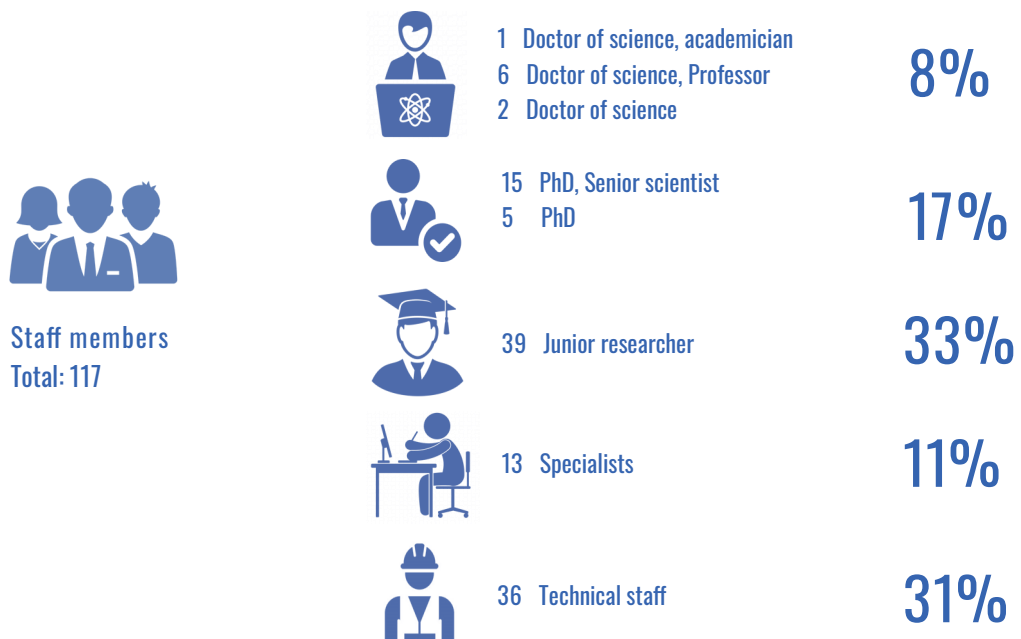 Staff members
Total: 117
1 Doctor of science, academician
6 Doctor of science, Professor
2 Doctor of science
8%
15 PhD, Senior scientist
5 PhD
17%
39 Junior researcher
33%
13 Specialists
11%
36 Technical staff
31%